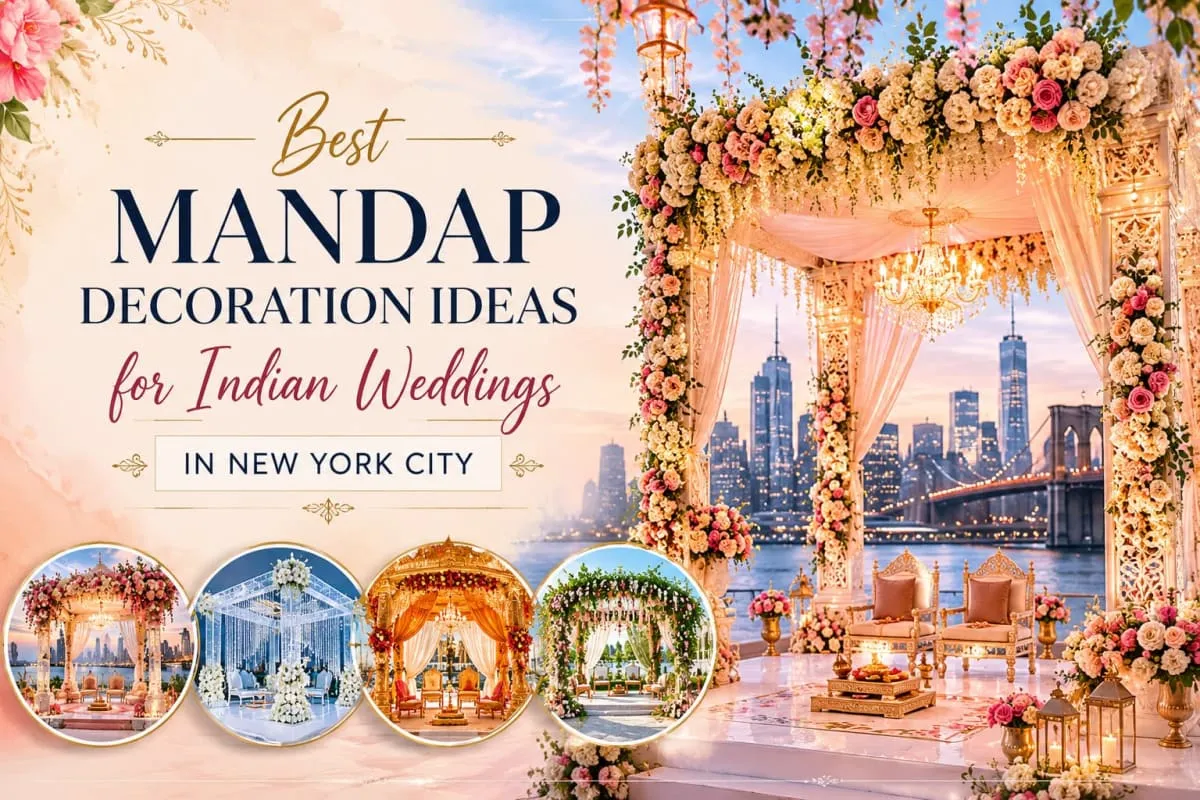 Best
MANDAP
DECORATION IDEAS
for Indian Weddings
IN NEW YORK CITY